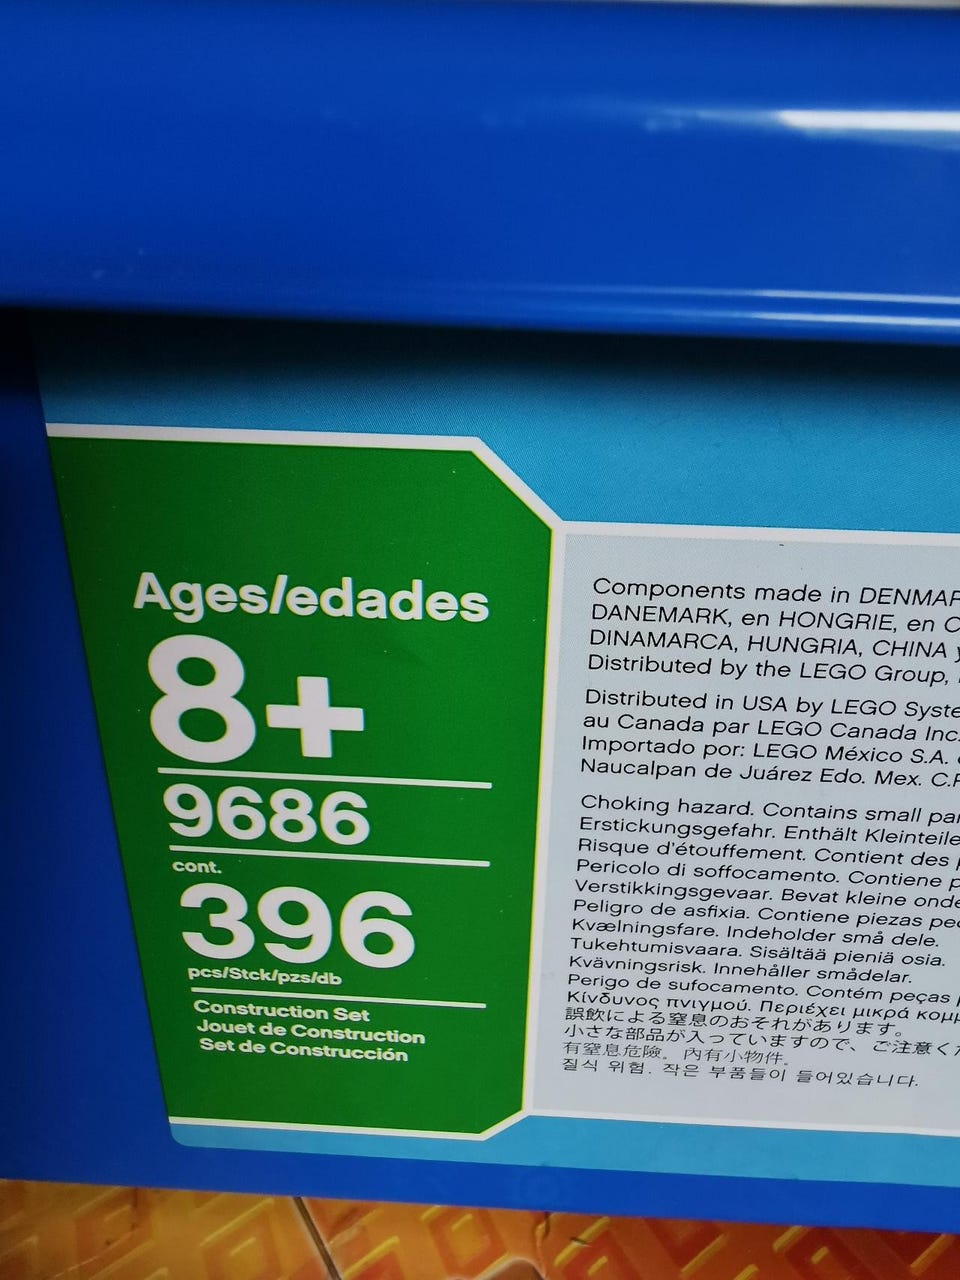 Ages/edades
8+
9686
cont.
396
pcs/Stck/pzs/db
Construction Set
Jouet de Construction
Set de Construcción
Components made in
DANEMARK, en HONGRIE, en
DINAMARCA, HUNGRIA, CHINA y
Distributed by the LEGO Group,
Distributed in USA by LEGO
au Canada par LEGO Canada Inc.
Importado por: LEGO México S.A.
Naucalpan de Juárez Edo. Mex.
Choking hazard. Contains small
Erstickungsgefahr. Enthält Kleinteile
Risque d'étouffement. Contient des
Pericolo di soffocamento. Contiene
Verstikkingsgevaar. Bevat kleine
Peligro de asfixia. Contiene piezas
Kvælningsfare. Indeholder små dele.
Tukehtumisvaara. Sisältää pieniä osia.
Kvävningsrisk. Innehåller smådelar.
Perigo de sufocamento. Contém peças
Κίνδυνος πνιγμού. Περιέχει μικρά
誤飲による窒息のおそれがあります。
小さな部品が入っていますので、ご注意く
有窒息危險。內有小物件。
질식 위험. 작은 부품들이 들어있습니다.